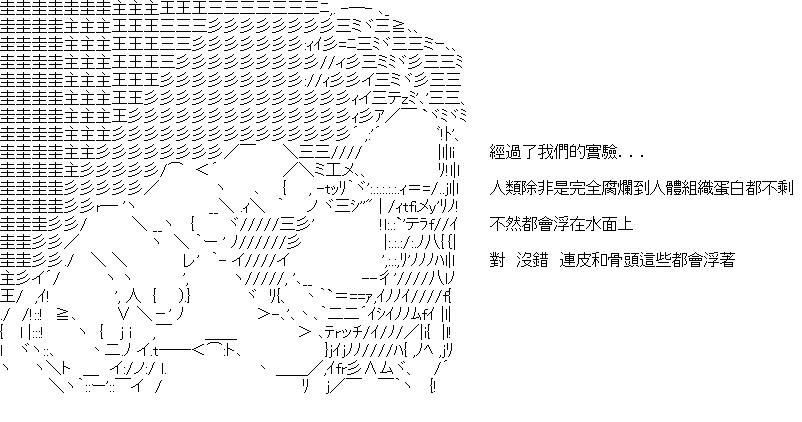 經過了我們的實驗...
人類除非是完全腐爛到人體組織蛋白都不剩
不然都會浮在水面上
對 沒錯 連皮和骨頭這些都會浮著